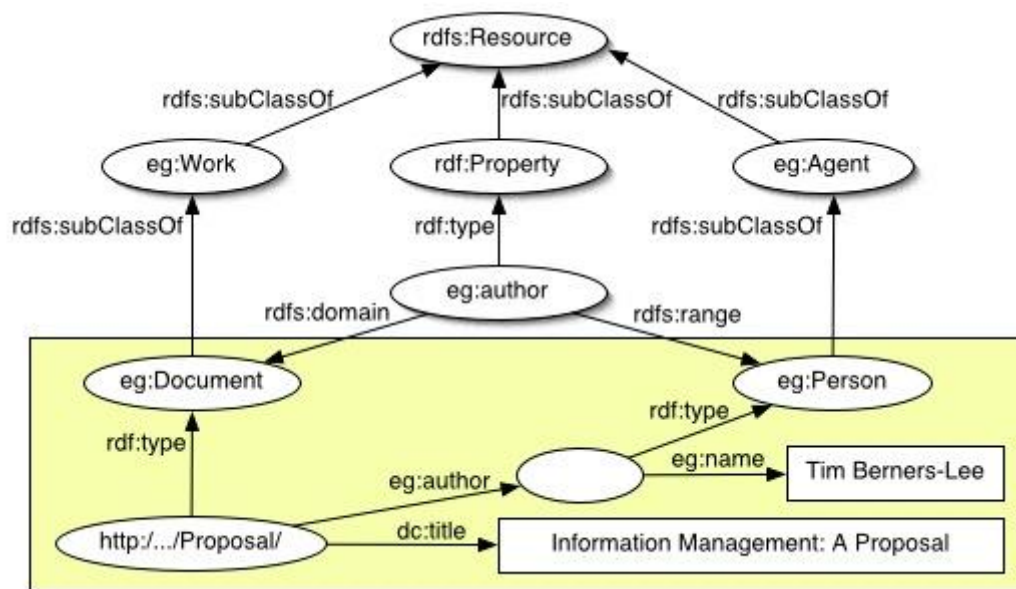 rdfs:Resource
rdfs:subClassOf
rdfs:subClassOf
rdfs:subClassOf
eg:Work
rdf:Property
eg:Agent
rdfs:subClassOf
rdf:type
rdfs:subClassOf
eg:author
rdfs:domain
rdfs:range
eg:Document
eg:Person
rdf:type
rdf:type
eg:author
eg:name
Tim Berners-Lee
http:/.../Proposal/
dc:title
Information Management: A Proposal